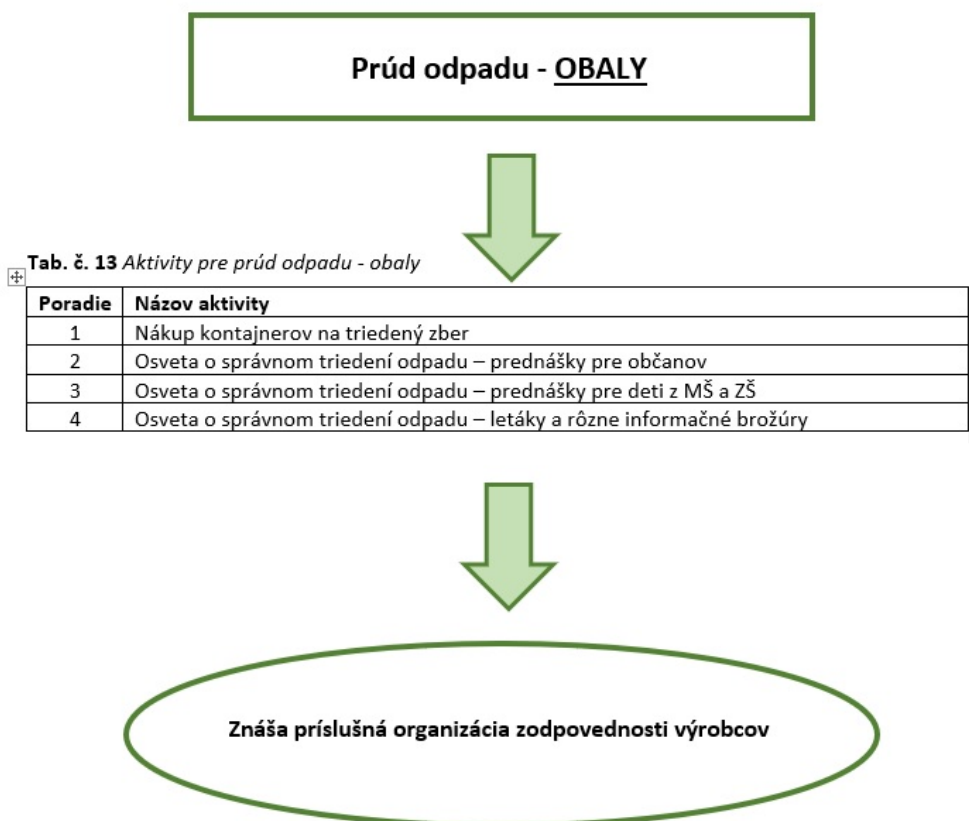 Prúd odpadu - OBALY
Tab. č. 13 Aktivity pre prúd odpadu - obaly
Poradie Názov aktivity
1 Nákup kontajnerov na triedený zber
2 Osveta o správnom triedení odpadu – prednášky pre občanov
3 Osveta o správnom triedení odpadu – prednášky pre deti z MŠ a ZŠ
4 Osveta o správnom triedení odpadu – letáky a rôzne informačné brožúry
Znáša príslušná organizácia zodpovednosti výrobcov